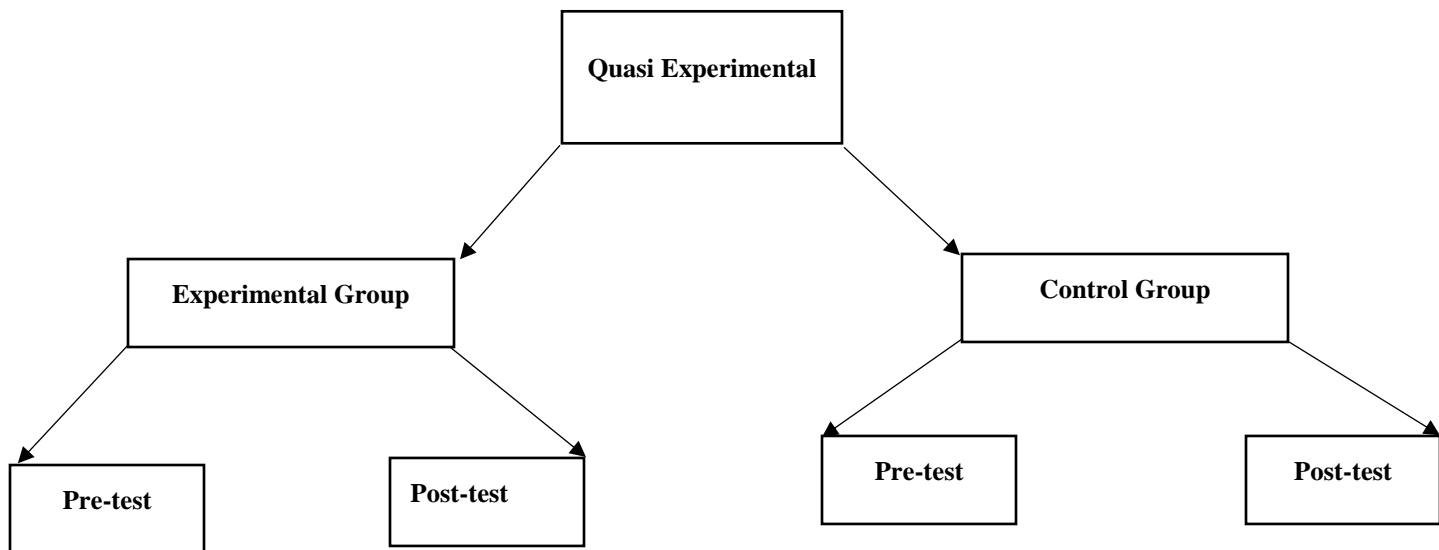 Quasi Experimental
Experimental Group
Control Group
Pre-test
Post-test
Pre-test
Post-test